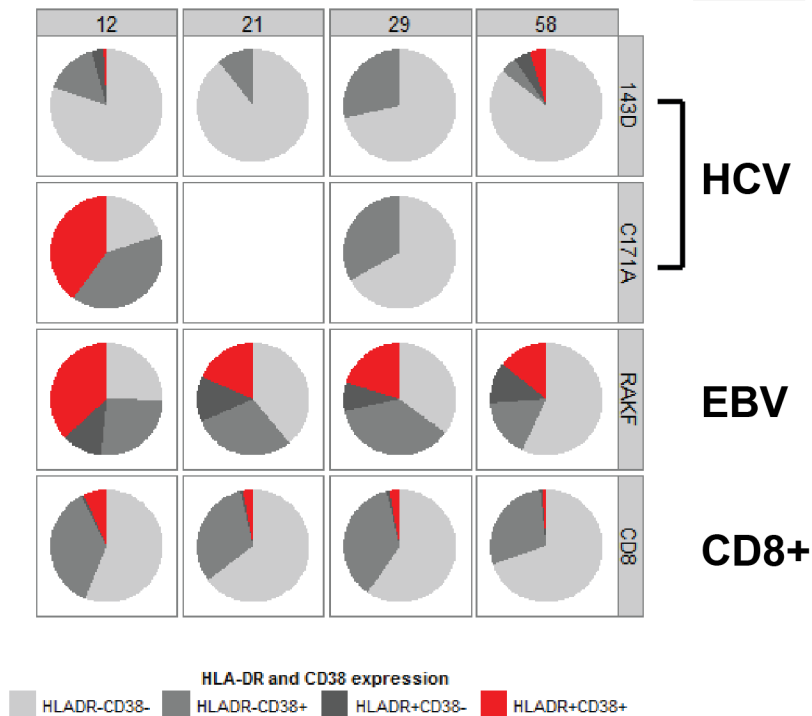 12 21 29 58
143D
HCV
C171A
RAKF
EBV
CD8
CD8+
HLA-DR and CD38 expression
HLADR-CD38- HLADR-CD38+ HLADR+CD38- HLADR+CD38+